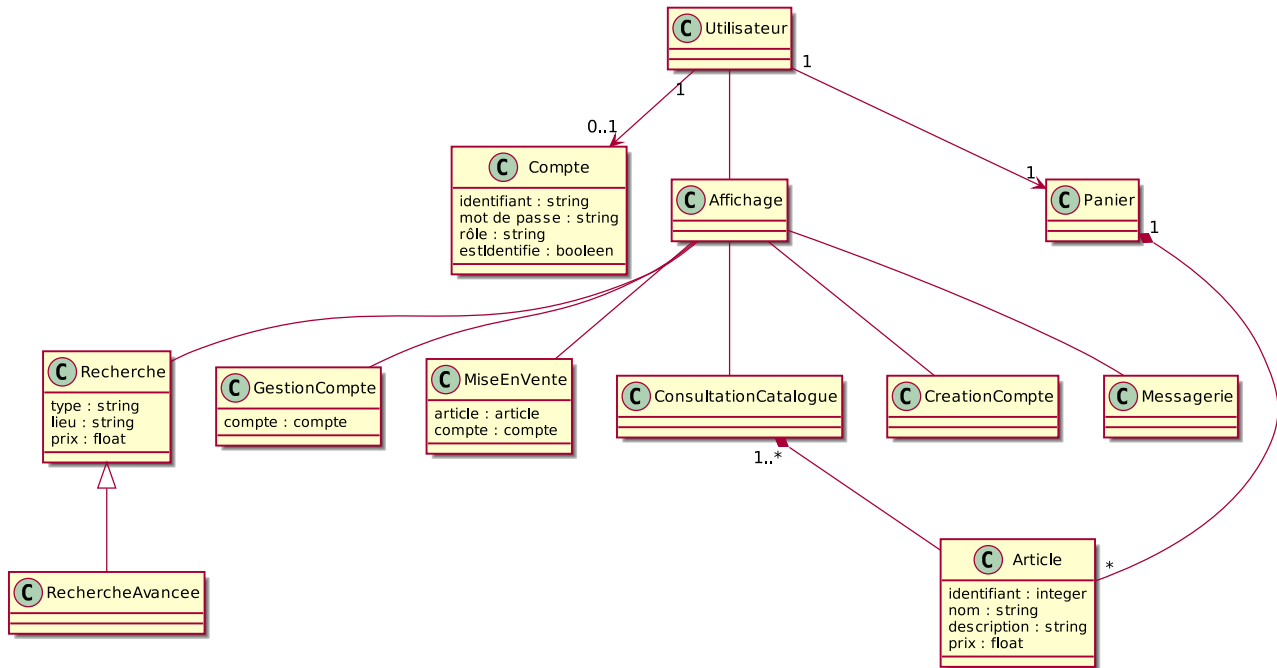 C Utilisateur
1
1
0..1
C Compte
identifiant : string
mot de passe : string
rôle : string
estIdentifie : booleen
C Affichage
1
C Panier
1
C Recherche
type : string
lieu : string
prix : float
C GestionCompte
compte : compte
C MiseEnVente
article : article
compte : compte
C ConsultationCatalogue
C CreationCompte
C Messagerie
1..*
C RechercheAvancee
C Article
identifiant : integer
nom : string
description : string
prix : float
*